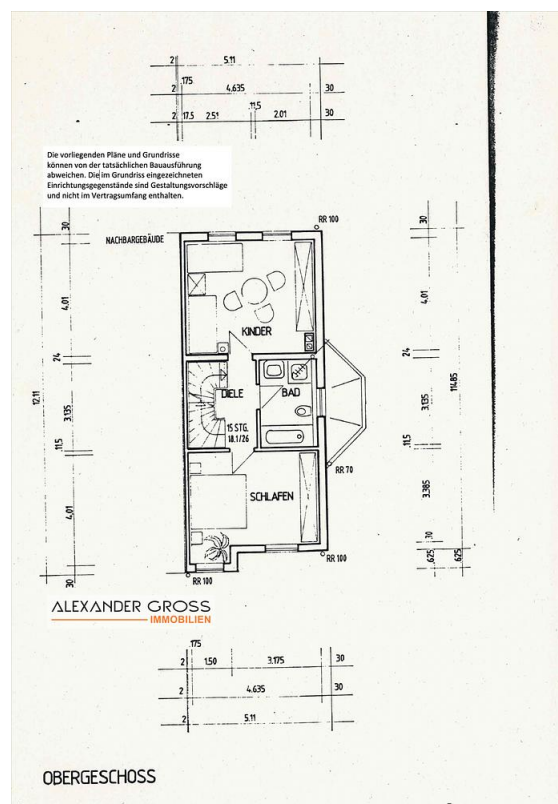 2 5.11
.175
2 4.635 30
11.5
2 17.5 2.51 2.01 30
Die vorliegenden Pläne und Grundrisse
können von der tatsächlichen Bauausführung
abweichen. Die im Grundriss eingezeichneten
Einrichtungsgegenstände sind Gestaltungsvorschläge
und nicht im Vertragsumfang enthalten.
RR 100
NACHBARGEBÄUDE
30
4.01
24
3.135
11.5
4.01
30
12.11
KINDER
DIELE
BAD
15 STG.
18.1/26
SCHLAFEN
RR 70
RR 100
RR 100
30
4.01
24
3.135
11.5
3.385
30
.625
.625
11.485
ALEXANDER GROSS
IMMOBILIEN
.175
2 1.50 3.175 30
2 4.635 30
2 5.11
OBERGESCHOSS